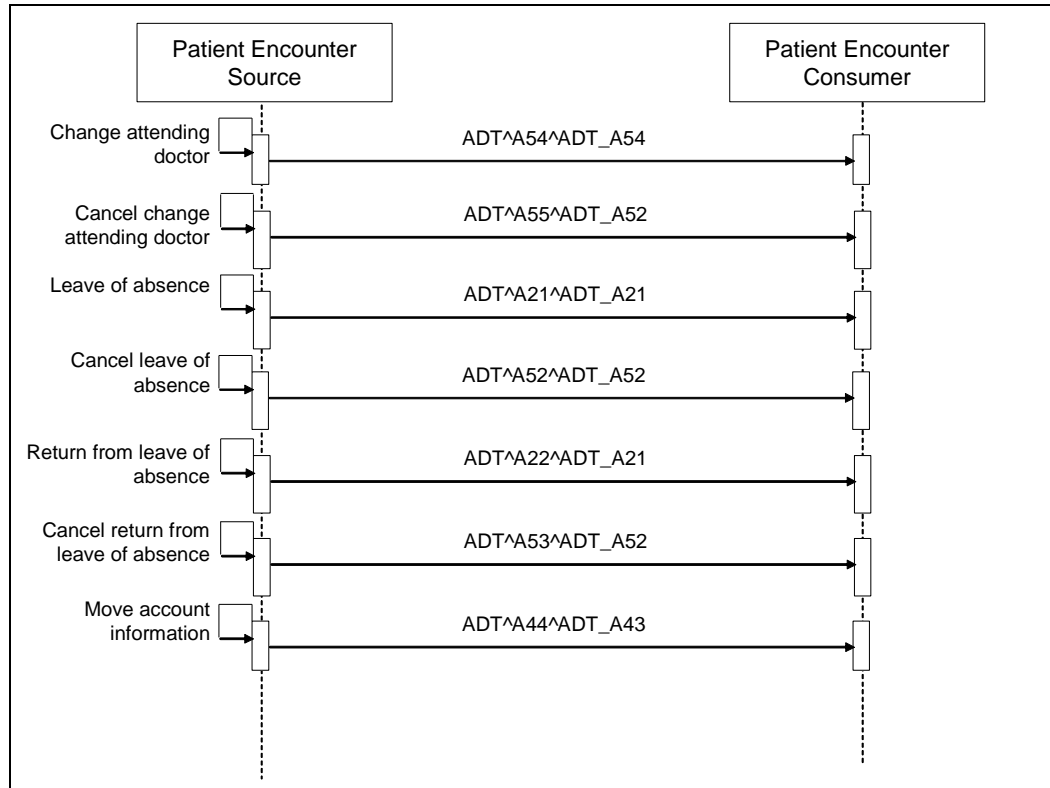 Patient Encounter
Source
Patient Encounter
Consumer
Change attending
doctor
ADT^A54^ADT_A54
Cancel change
attending doctor
ADT^A55^ADT_A52
Leave of absence
ADT^A21^ADT_A21
Cancel leave of
absence
ADT^A52^ADT_A52
Return from leave of
absence
ADT^A22^ADT_A21
Cancel return from
leave of absence
ADT^A53^ADT_A52
Move account
information
ADT^A44^ADT_A43